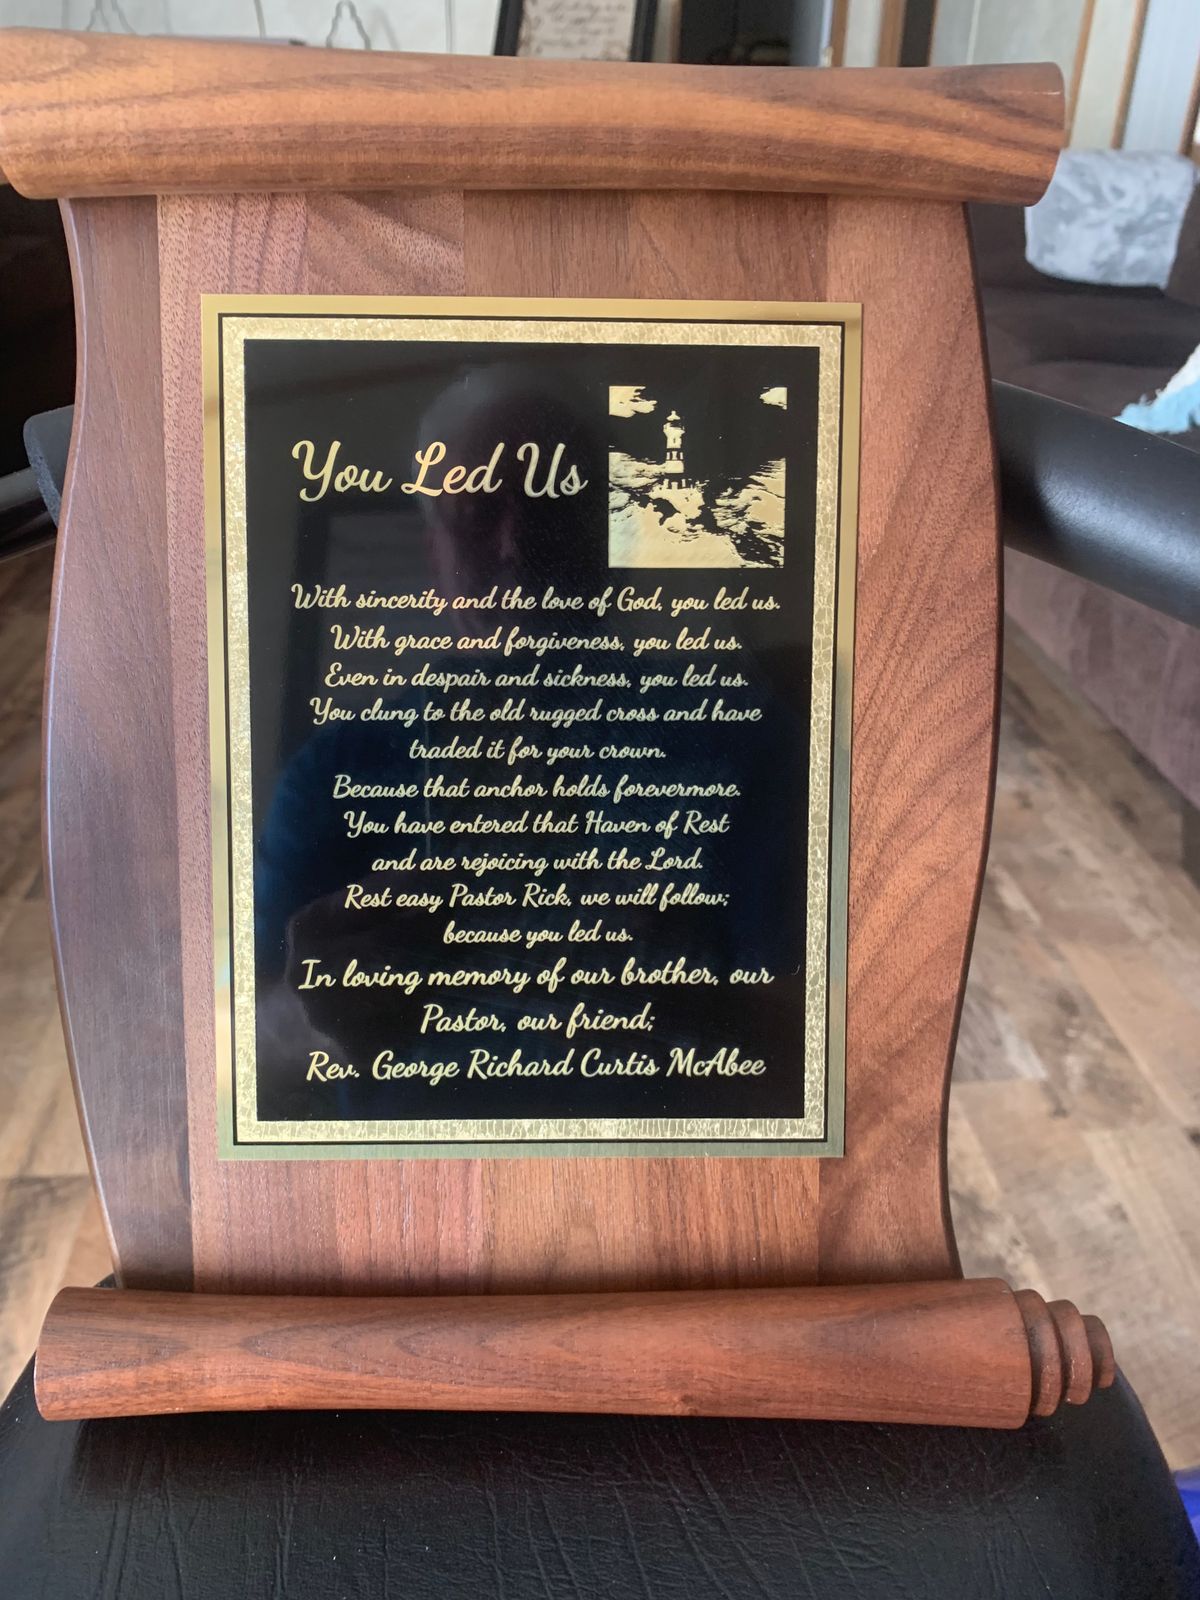 You Led Us
With sincerity and the love of God, you led us.
With grace and forgiveness, you led us.
Even in despair and sickness, you led us.
You clung to the old rugged cross and have
traded it for your crown.
Because that anchor holds forevermore.
You have entered that Haven of Rest
and are rejoicing with the Lord.
Rest easy Pastor Rick, we will follow;
because you led us.
In loving memory of our brother, our
Pastor, our friend;
Rev. George Richard Curtis McAbee